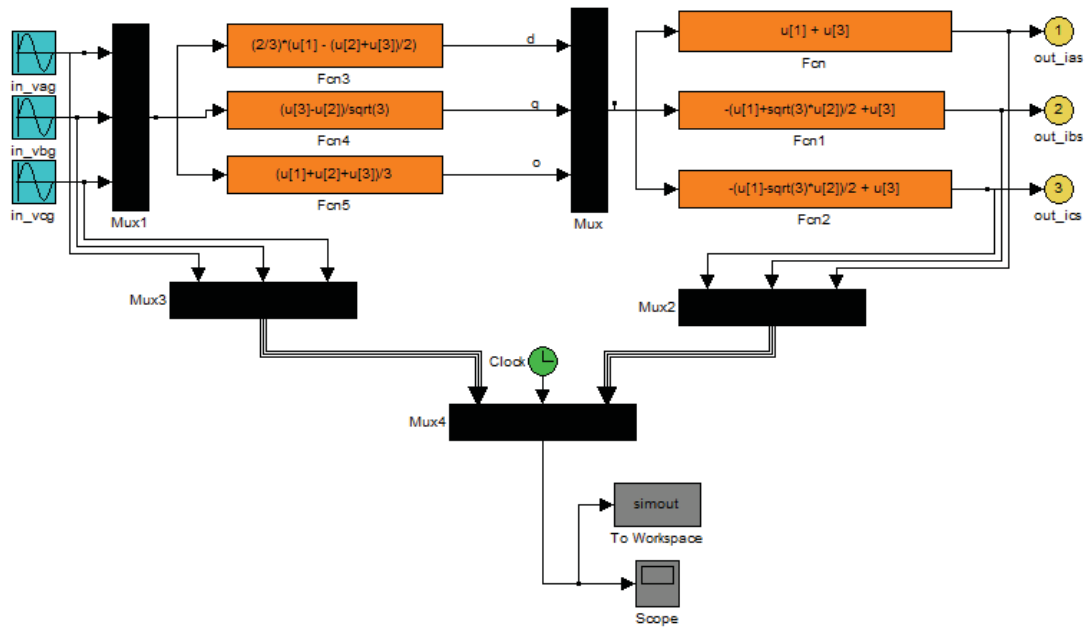 in_vag
in_vbg
in_vcg
Mux1
(2/3)*(u[1] - (u[2]+u[3])/2)
Fcn3
(u[3]-u[2])/sqrt(3)
Fcn4
(u[1]+u[2]+u[3])/3
Fcn5
d
q
o
Mux
u[1] + u[3]
Fcn
-(u[1]+sqrt(3)*u[2])/2 +u[3]
Fcn1
-(u[1]-sqrt(3)*u[2])/2 + u[3]
Fcn2
1
out_ias
2
out_ibs
3
out_ics
Mux3
Mux2
Clock
Mux4
simout
To Workspace
Scope